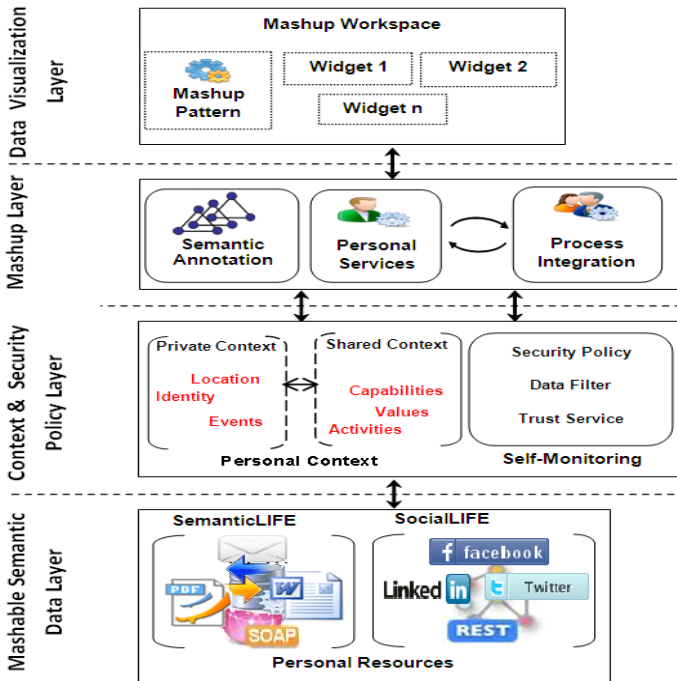 Data Visualization
Layer
Mashup Workspace
Mashup
Pattern
Widget 1
Widget 2
Widget n
Mashup Layer
Semantic
Annotation
Personal
Services
Process
Integration
Context & Security
Policy Layer
Private Context
Location
Identity
Events
Shared Context
Capabilities
Values
Activities
Personal Context
Security Policy
Data Filter
Trust Service
Self-Monitoring
Mashable Semantic
Data Layer
SemanticLIFE
PDF
W
SOAP
SocialLIFE
f facebook
Linked in
t Twitter
REST
Personal Resources